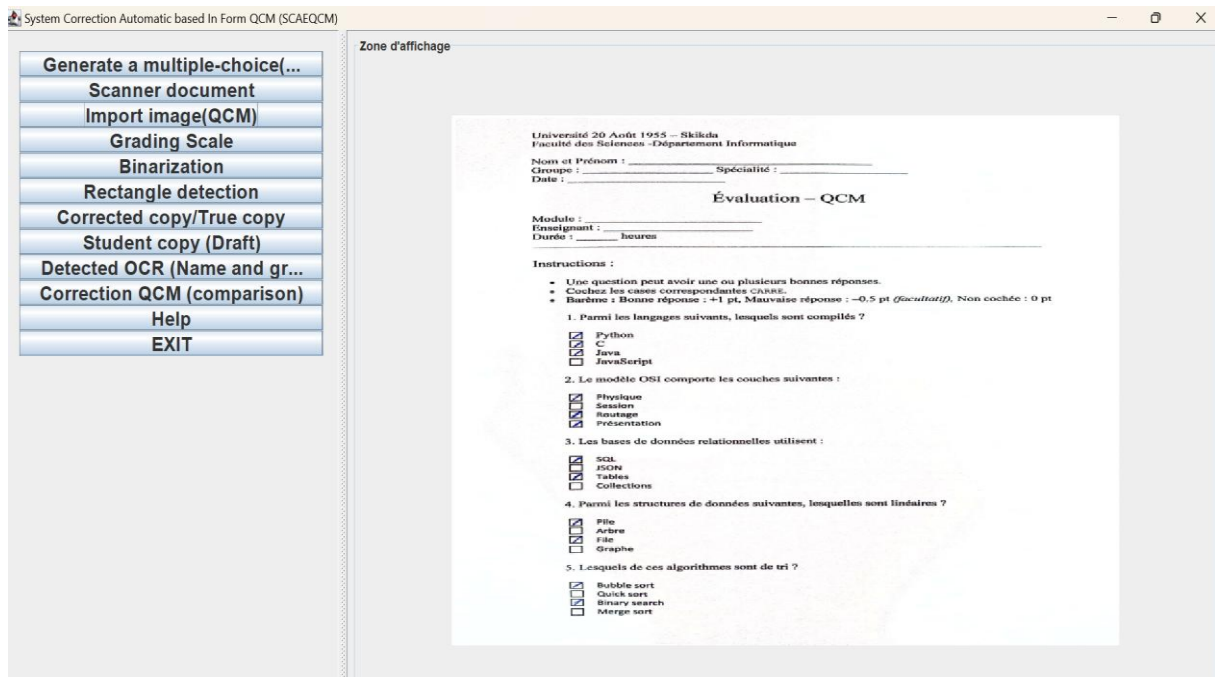 System Correction Automatic based In Form QCM (SCAEQCM)
Generate a multiple-choice(...
Scanner document
Import image(QCM)
Grading Scale
Binarization
Rectangle detection
Corrected copy/True copy
Student copy (Draft)
Detected OCR (Name and gr...
Correction QCM (comparison)
Help
EXIT
Zone d'affichage
Université 20 Août 1955 – Skikda
Faculté des Sciences -Département Informatique
Nom et Prénom :
Groupe : Spécialité :
Date :
Évaluation – QCM
Module :
Enseignant :
Durée : heures
Instructions :
• Une question peut avoir une ou plusieurs bonnes réponses.
• Cochez les cases correspondantes CARRE.
• Barème : Bonne réponse : +1 pt, Mauvaise réponse : –0,5 pt (facultatif), Non cochée : 0 pt
1. Parmi les langages suivants, lesquels sont compilés ?
Python
C
Java
JavaScript
2. Le modèle OSI comporte les couches suivantes :
Physique
Session
Routage
Présentation
3. Les bases de données relationnelles utilisent :
SQL
JSON
Tables
Collections
4. Parmi les structures de données suivantes, lesquelles sont linéaires ?
Pile
Arbre
File
Graphe
5. Lesquels de ces algorithmes sont de tri ?
Bubble sort
Quick sort
Binary search
Merge sort